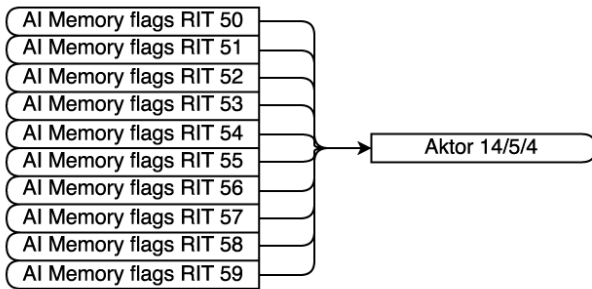 AI Memory flags RIT 50
AI Memory flags RIT 51
AI Memory flags RIT 52
AI Memory flags RIT 53
AI Memory flags RIT 54
AI Memory flags RIT 55
AI Memory flags RIT 56
AI Memory flags RIT 57
AI Memory flags RIT 58
AI Memory flags RIT 59
Aktor 14/5/4